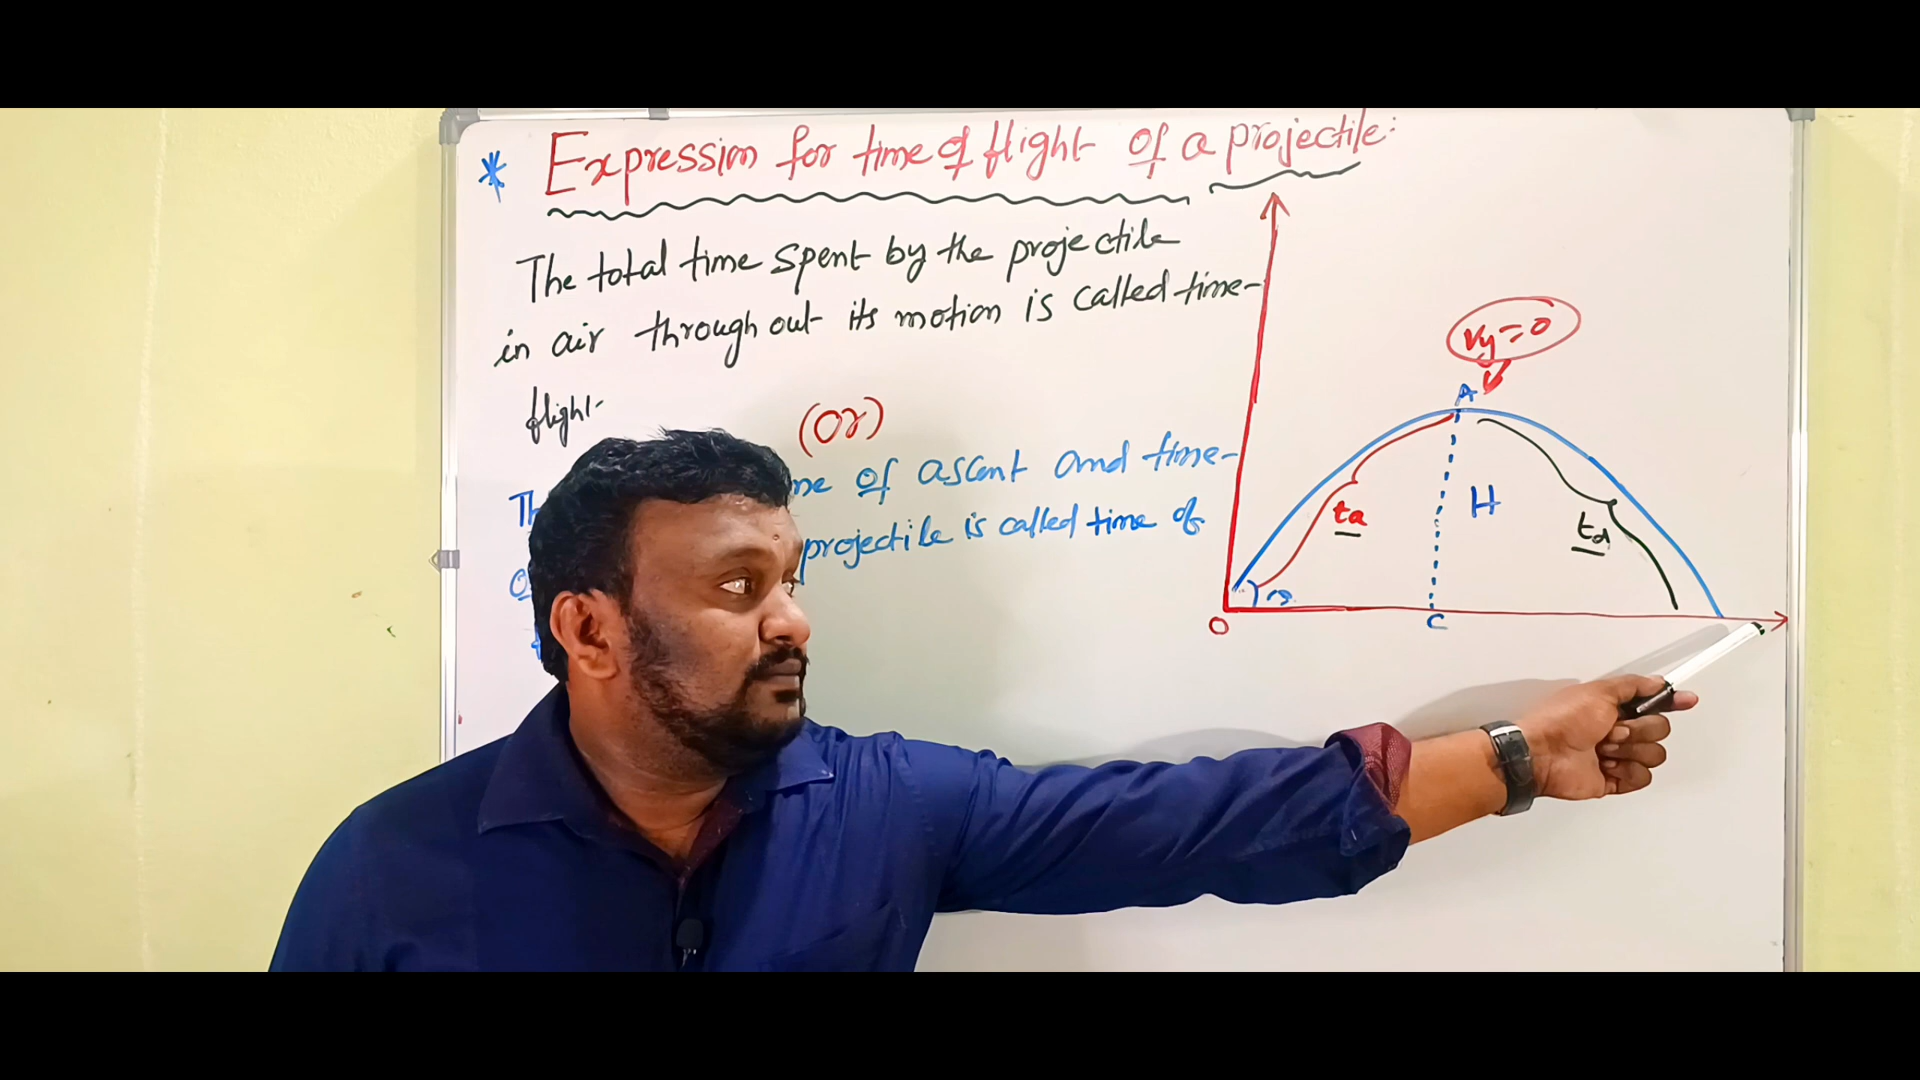 * Expression for time of flight of a projectile:
The total time spent by the projectile
in air through out its motion is called time
flight
(Or)
Th me of ascent and time
projectile is called time of
Vy=0
A
H
ta
td
O
C